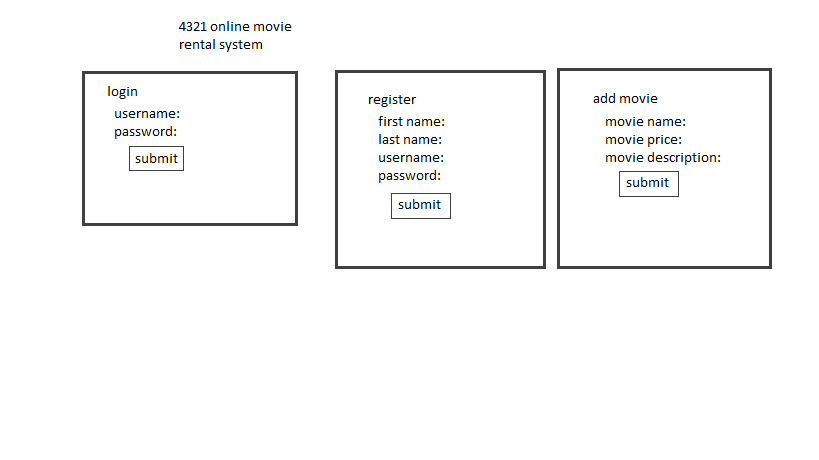 4321 online movie
rental system
login
username:
password:
submit
register
first name:
last name:
username:
password:
submit
add movie
movie name:
movie price:
movie description:
submit